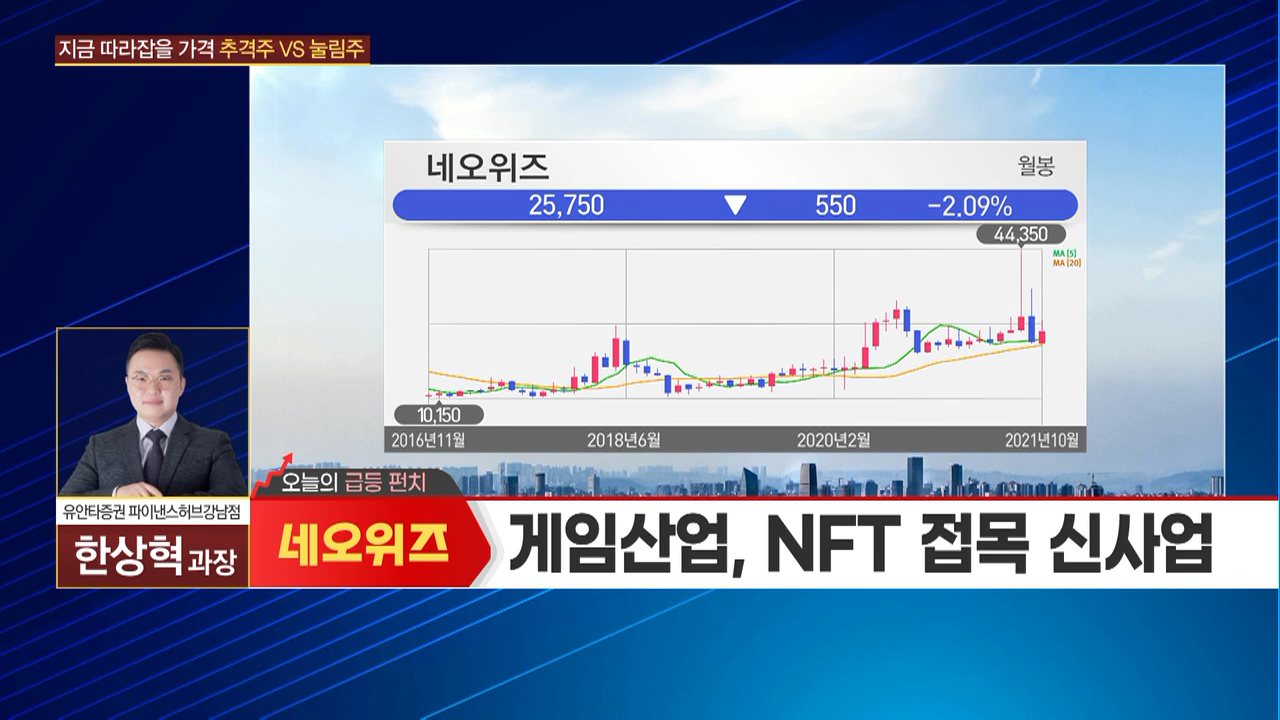 지금 따라잡을 가격 추격주 VS 눌림주
네오위즈
월봉
25,750 ▼ 550 -2.09%
44,350
MA [5]
MA [20]
10,150
2016년11월 2018년6월 2020년2월 2021년10월
오늘의 급등 펀치
유안타증권 파이낸스허브강남점
한상혁 과장
네오위즈
게임산업, NFT 접목 신사업